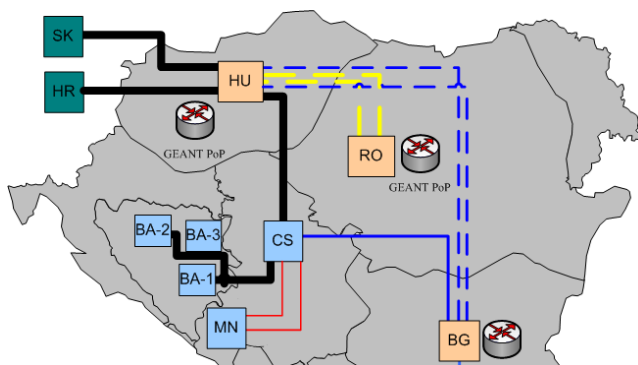 SK
HU
HR
GEANT PoP
RO
GEANT PoP
BA-2
BA-3
CS
BA-1
MN
BG